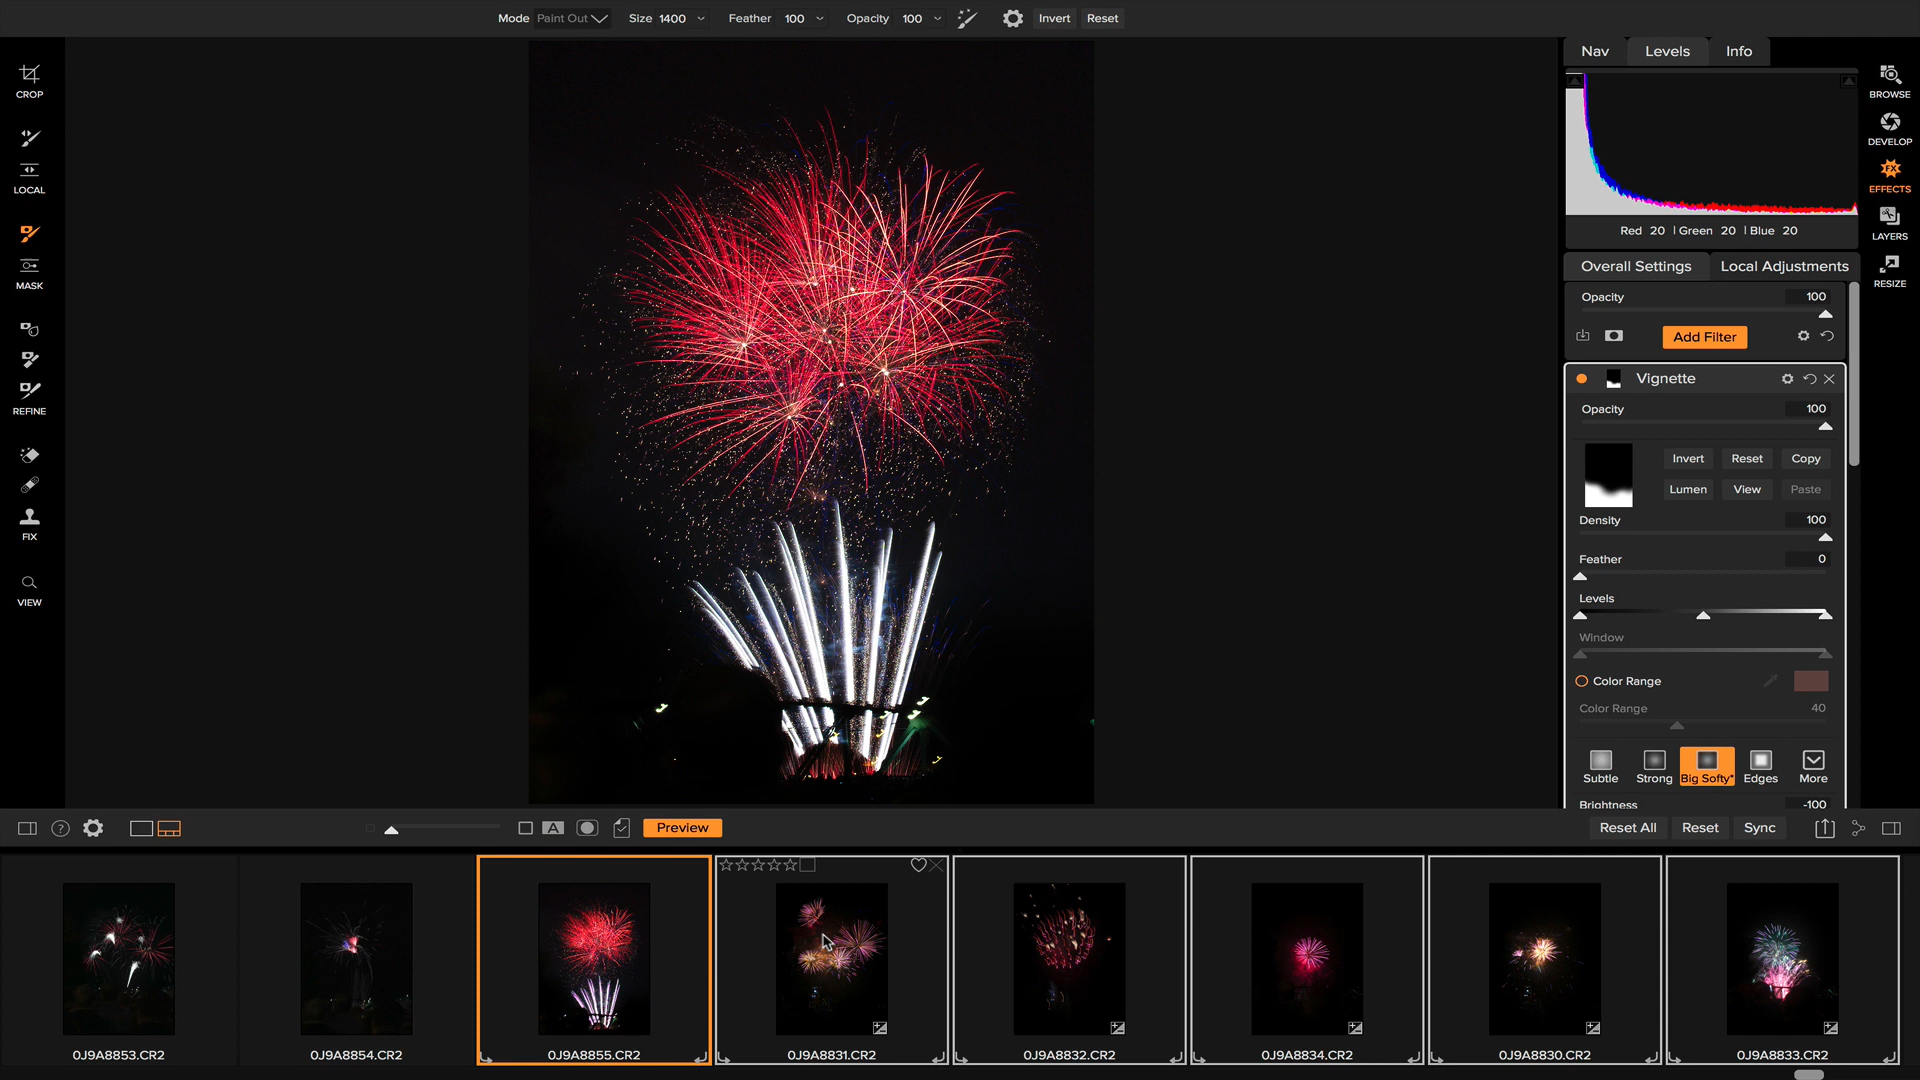 Mode Paint Out Size 1400 Feather 100 Opacity 100 Invert Reset
CROP
LOCAL
MASK
REFINE
FIX
VIEW
Nav Levels Info
Red 20 | Green 20 | Blue 20
Overall Settings Local Adjustments
Opacity 100
Add Filter
Vignette
Opacity 100
Invert Reset Copy
Lumen View Paste
Density 100
Feather 0
Levels
Window
Color Range
Color Range 40
Subtle Strong Big Softy* Edges More
Brightness -100
BROWSE
DEVELOP
EX
EFFECTS
LAYERS
RESIZE
? A Preview Reset All Reset Sync
0J9A8853.CR2 0J9A8854.CR2 0J9A8855.CR2 0J9A8831.CR2 0J9A8832.CR2 0J9A8834.CR2 0J9A8830.CR2 0J9A8833.CR2